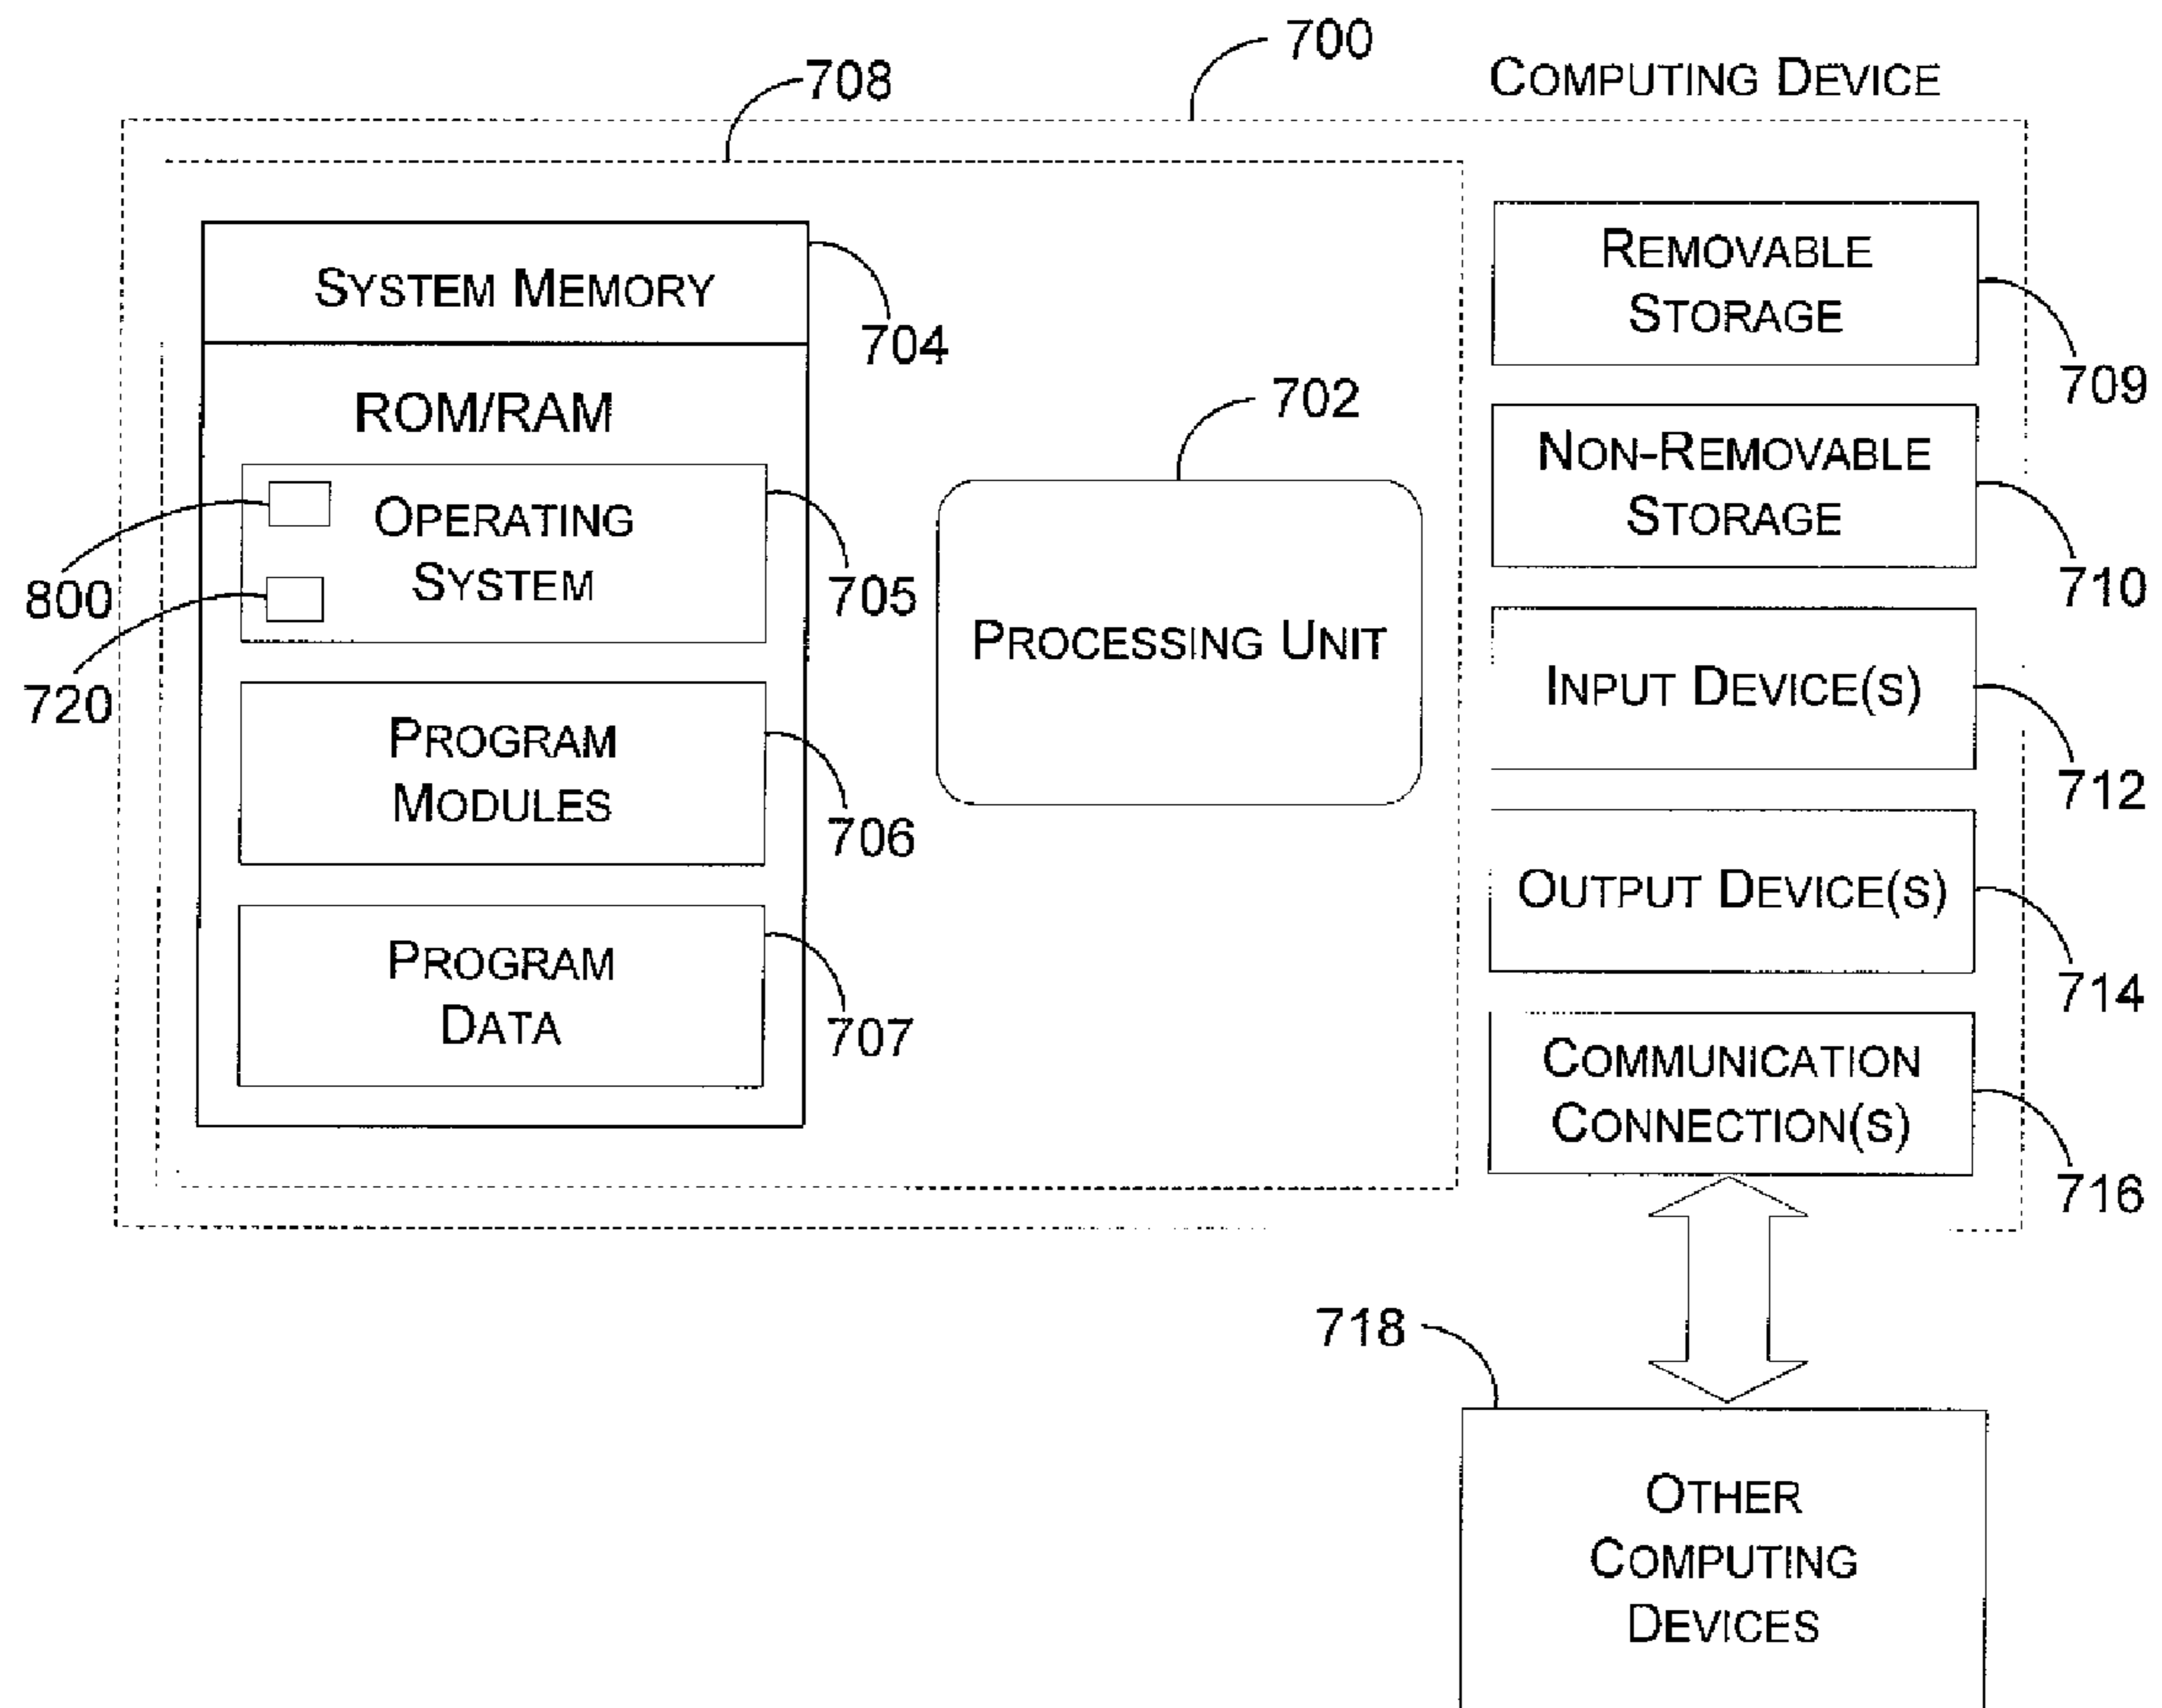 700
COMPUTING DEVICE
708
SYSTEM MEMORY
704
ROM/RAM
OPERATING
SYSTEM
800
720
705
PROGRAM
MODULES
706
PROGRAM
DATA
707
702
PROCESSING UNIT
REMOVABLE
STORAGE
709
NON-REMOVABLE
STORAGE
710
INPUT DEVICE(S)
712
OUTPUT DEVICE(S)
714
COMMUNICATION
CONNECTION(S)
716
718
OTHER
COMPUTING
DEVICES